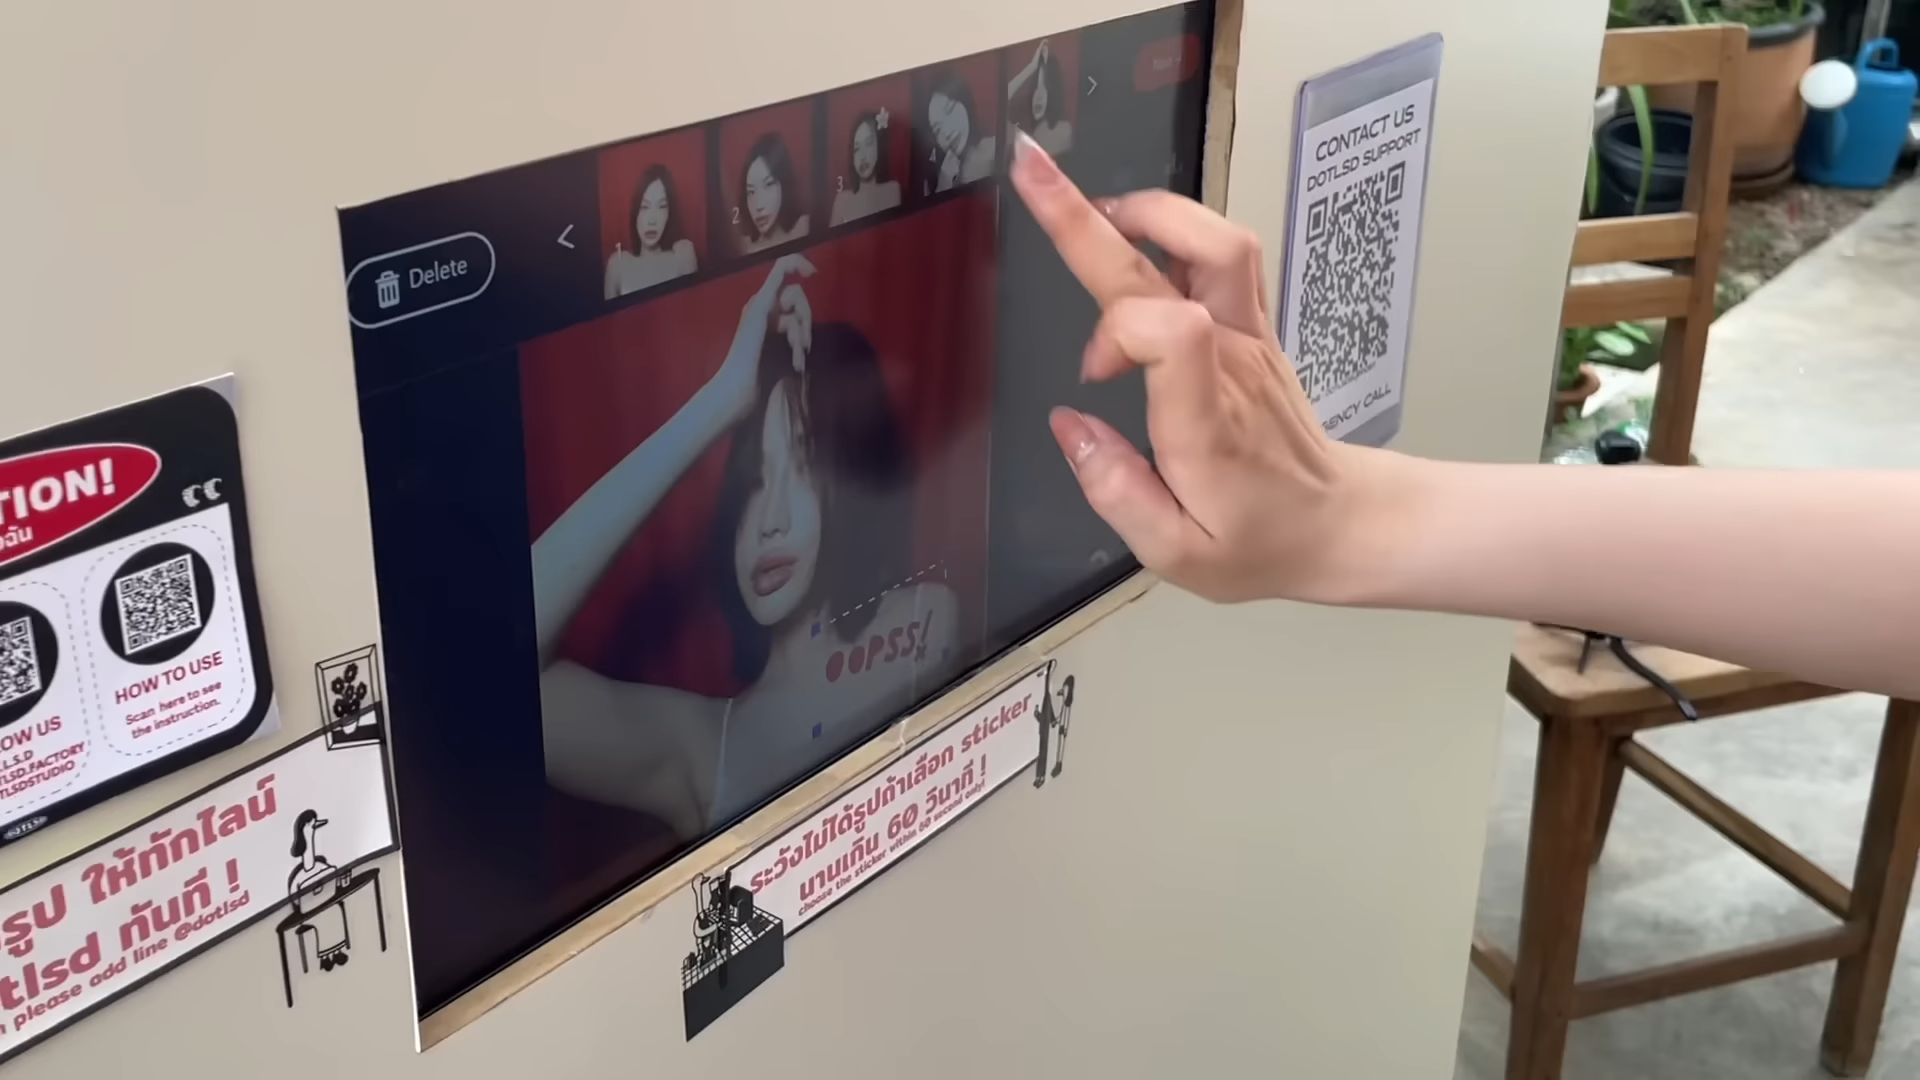 Delete
<
1
2
3
4
>
OOPSS!
CONTACT US
DOTLSD SUPPORT
GENCY CALL
TION!
HOW TO USE
Scan here to see
the instruction.
OW US
L.S.D
TLSD.FACTORY
TLSDSTUDIO
รูป ให้ทักไลน์
tlsd ทันที !
please add line @dotlsd
ระวังไม่ได้รูปถ้าเลือก sticker
นานเกิน 60 วินาที !
choose the sticker within 60 second only!